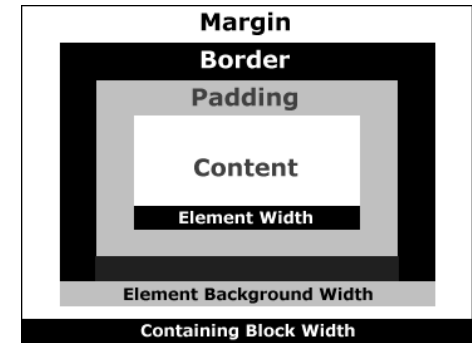 Margin
Border
Padding
Content
Element Width
Element Background Width
Containing Block Width